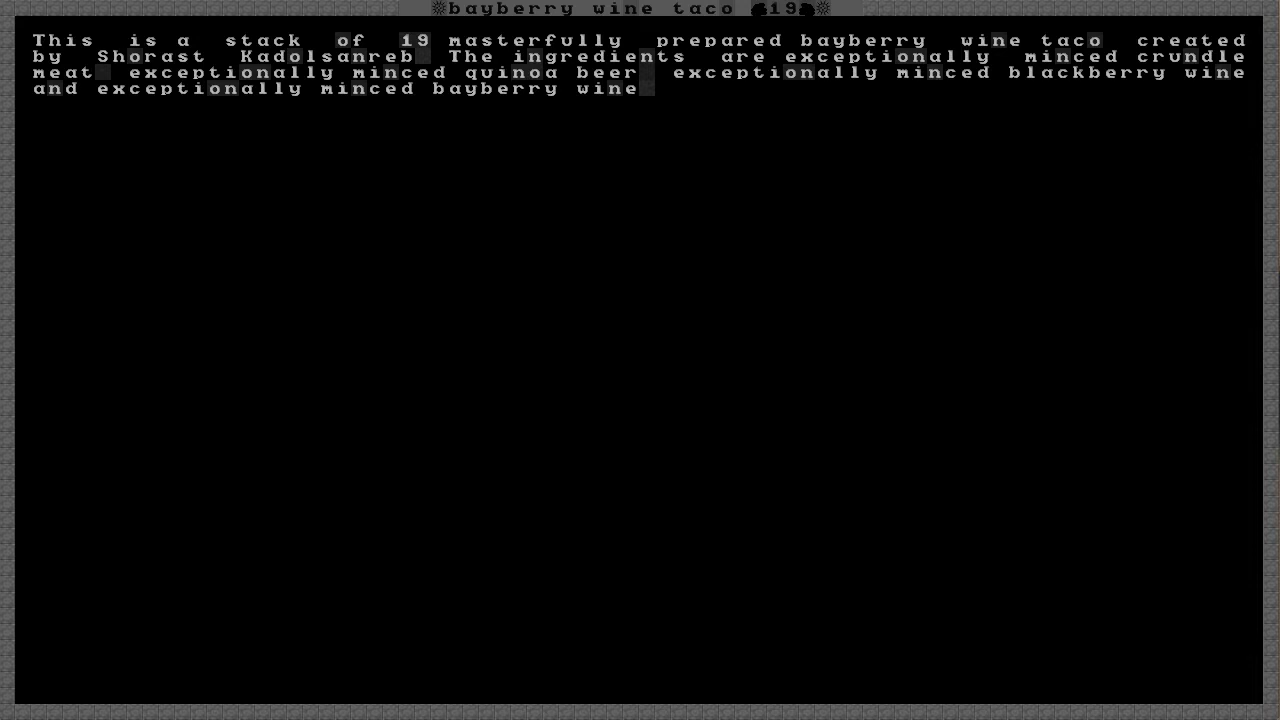 ☼bayberry wine taco ♣19♣☼
This is a stack of 19 masterfully prepared bayberry wine taco created
by Shorast Kadolsanreb The ingredients are exceptionally minced crundle
meat exceptionally minced quinoa beer exceptionally minced blackberry wine
and exceptionally minced bayberry wine